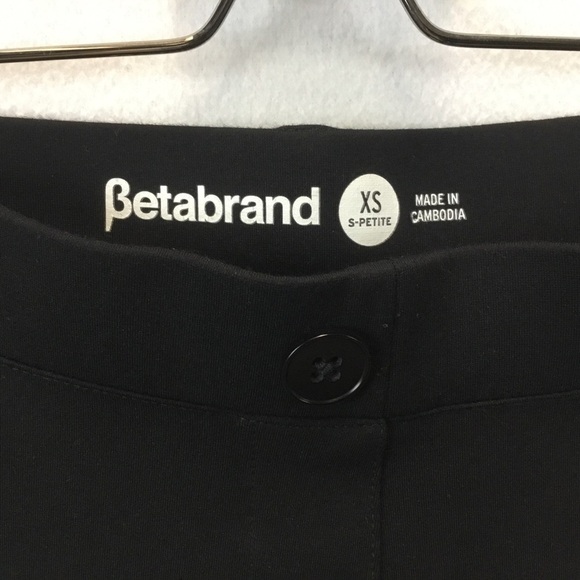 βetabrand
XS
S-PETITE
MADE IN
CAMBODIA